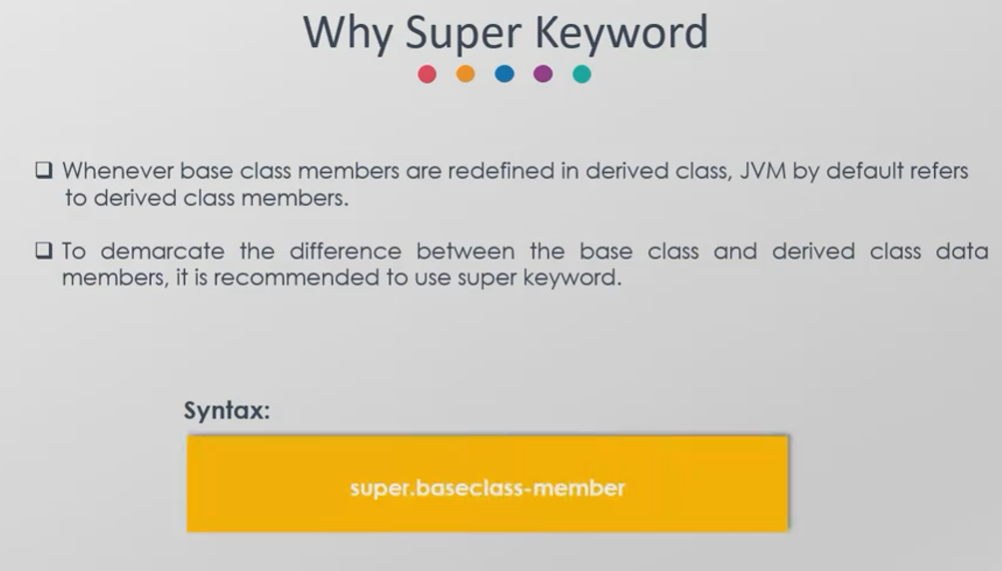 Why Super Keyword
❑ Whenever base class members are redefined in derived class, JVM by default refers
to derived class members.
❑ To demarcate the difference between the base class and derived class data
members, it is recommended to use super keyword.
Syntax:
super.baseclass-member